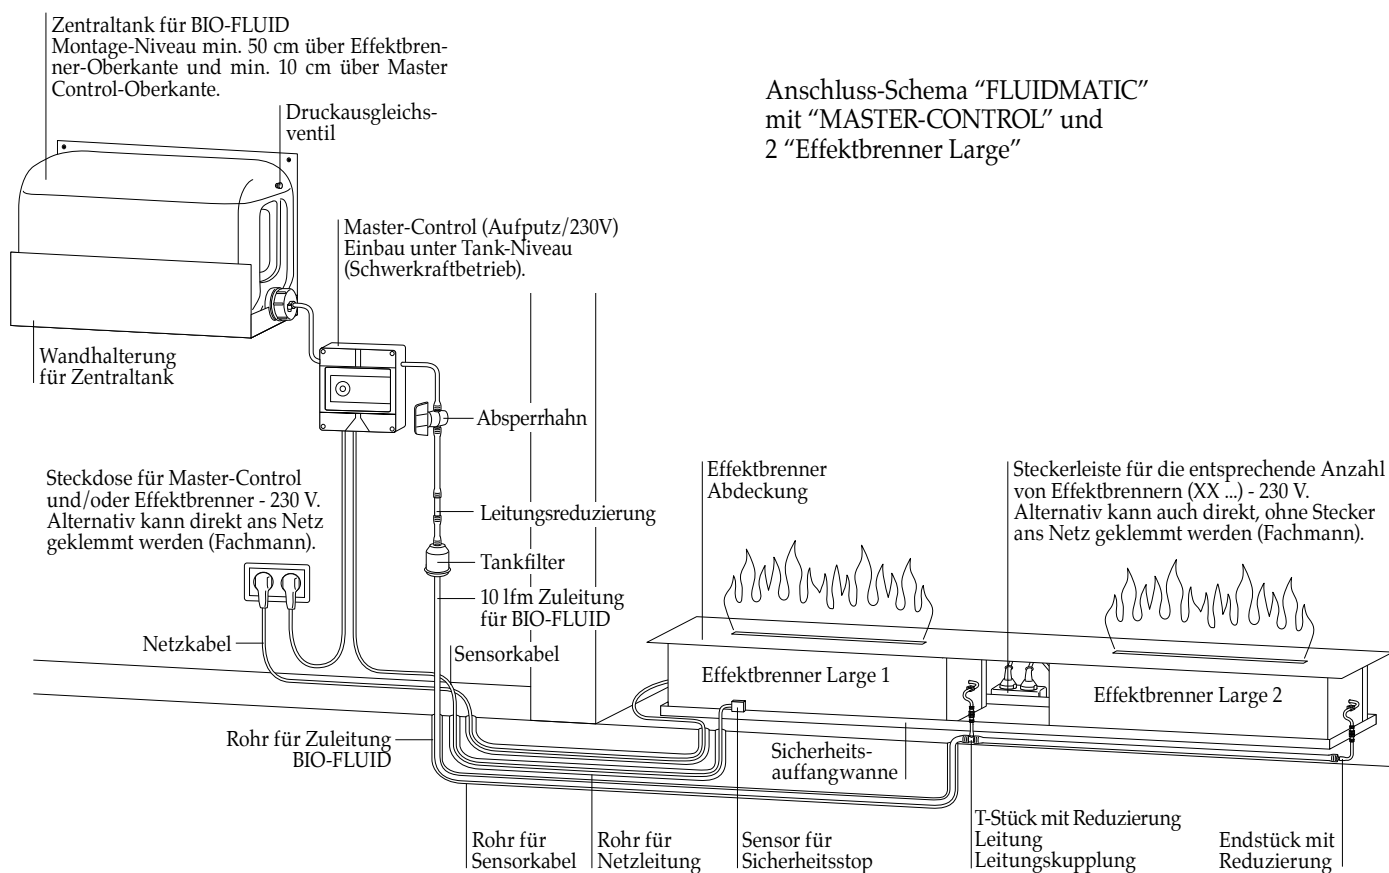 Zentraltank für BIO-FLUID
Montage-Niveau min. 50 cm über Effektbren-
ner-Oberkante und min. 10 cm über Master
Control-Oberkante.
Druckausgleichs-
ventil
Anschluss-Schema “FLUIDMATIC”
mit “MASTER-CONTROL” und
2 “Effektbrenner Large”
Master-Control (Aufputz/230V)
Einbau unter Tank-Niveau
(Schwerkraftbetrieb).
Wandhalterung
für Zentraltank
Absperrhahn
Steckdose für Master-Control
und/oder Effektbrenner - 230 V.
Alternativ kann direkt ans Netz
geklemmt werden (Fachmann).
Effektbrenner
Abdeckung
Steckerleiste für die entsprechende Anzahl
von Effektbrennern (XX ...) - 230 V.
Alternativ kann auch direkt, ohne Stecker
ans Netz geklemmt werden (Fachmann).
Leitungsreduzierung
Tankfilter
10 lfm Zuleitung
für BIO-FLUID
Netzkabel
Sensorkabel
Effektbrenner Large 1
Effektbrenner Large 2
Rohr für Zuleitung
BIO-FLUID
Sicherheits-
auffangwanne
Rohr für
Sensorkabel
Rohr für
Netzleitung
Sensor für
Sicherheitsstop
T-Stück mit Reduzierung
Leitung
Leitungskupplung
Endstück mit
Reduzierung